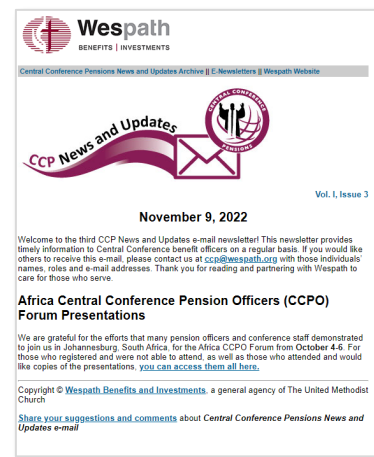 Wespath
BENEFITS | INVESTMENTS
Central Conference Pensions News and Updates Archive || E-Newsletters || Wespath Website
CCP News and Updates
CENTRAL CONFERENCE
PENSIONS
Vol. I, Issue 3
November 9, 2022
Welcome to the third CCP News and Updates e-mail newsletter! This newsletter provides
timely information to Central Conference benefit officers on a regular basis. If you would like
others to receive this e-mail, please contact us at ccp@wespath.org with those individuals'
names, roles and e-mail addresses. Thank you for reading and partnering with Wespath to
care for those who serve.
Africa Central Conference Pension Officers (CCPO)
Forum Presentations
We are grateful for the efforts that many pension officers and conference staff demonstrated
to join us in Johannesburg, South Africa, for the Africa CCPO Forum from October 4-6. For
those who registered and were not able to attend, as well as those who attended and would
like copies of the presentations, you can access them all here.
Copyright © Wespath Benefits and Investments, a general agency of The United Methodist
Church
Share your suggestions and comments about Central Conference Pensions News and
Updates e-mail